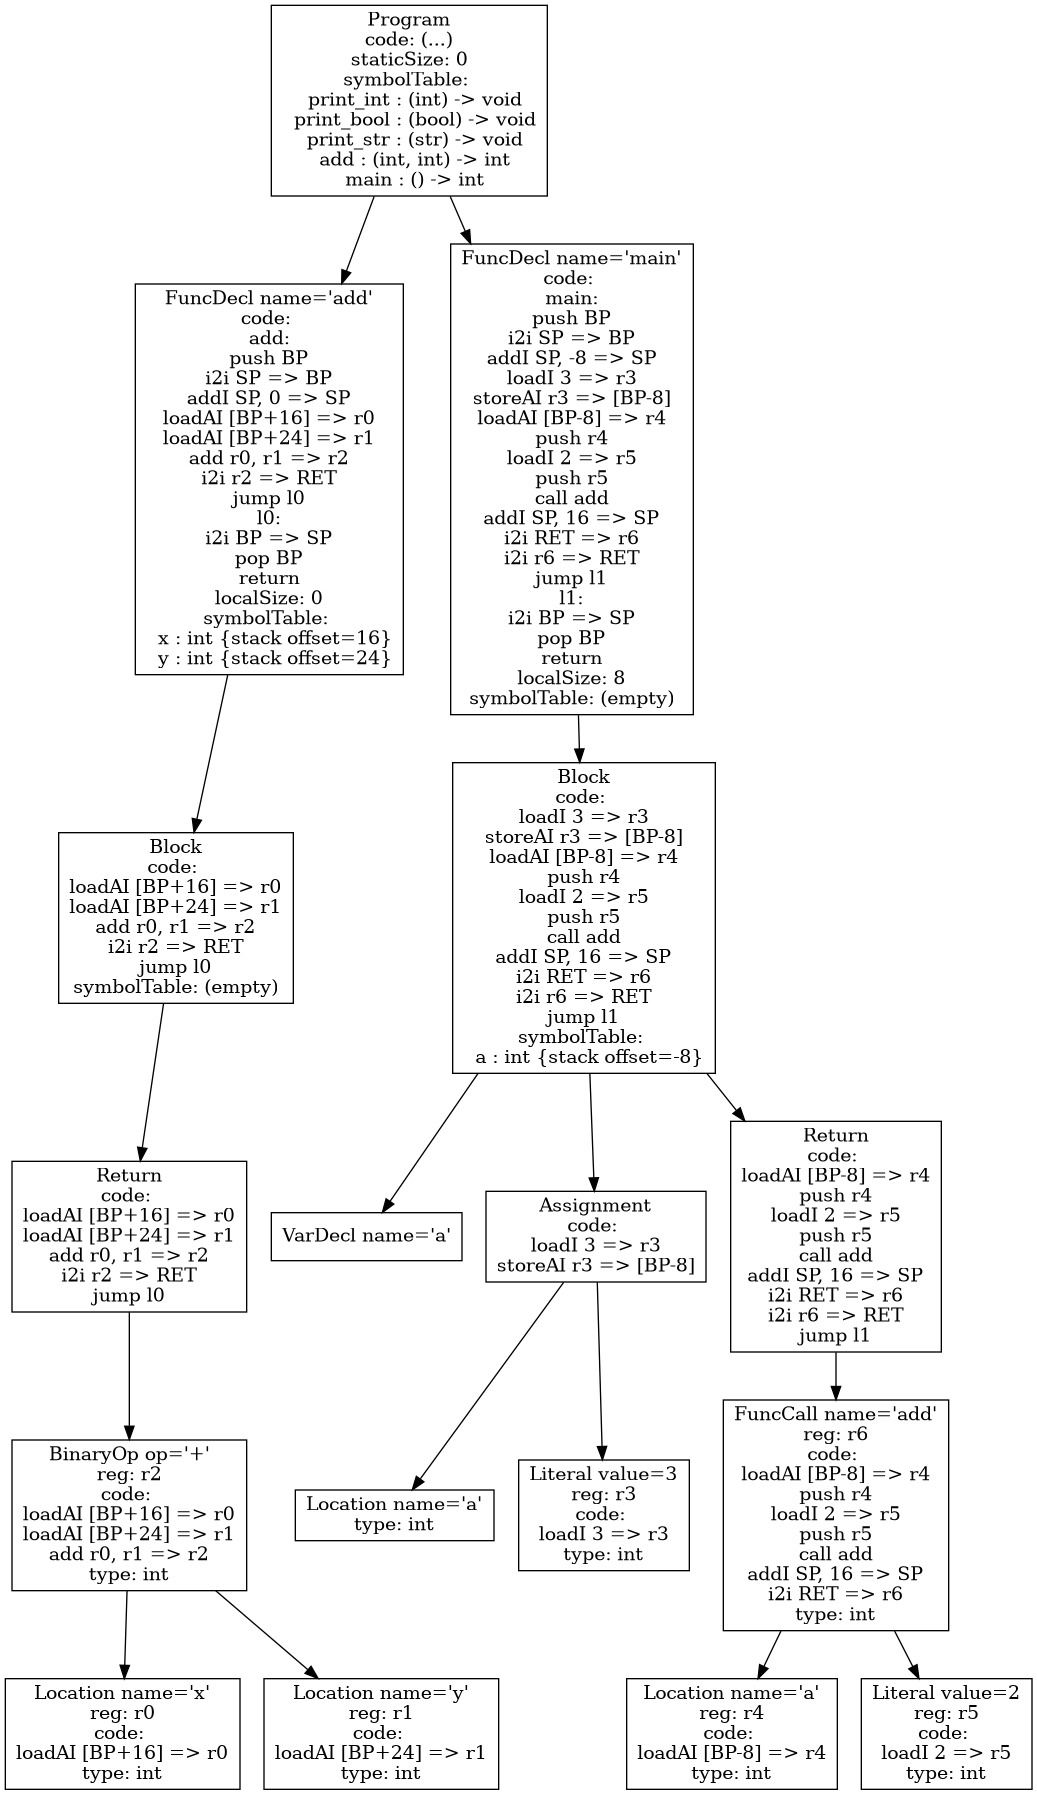 Program
code: (...)
staticSize: 0
symbolTable:
print_int : (int) -> void
print_bool : (bool) -> void
print_str : (str) -> void
add : (int, int) -> int
main : () -> int
FuncDecl name='add'
code:
add:
push BP
i2i SP => BP
addI SP, 0 => SP
loadAI [BP+16] => r0
loadAI [BP+24] => r1
add r0, r1 => r2
i2i r2 => RET
jump l0
l0:
i2i BP => SP
pop BP
return
localSize: 0
symbolTable:
x : int {stack offset=16}
y : int {stack offset=24}
FuncDecl name='main'
code:
main:
push BP
i2i SP => BP
addI SP, -8 => SP
loadI 3 => r3
storeAI r3 => [BP-8]
loadAI [BP-8] => r4
push r4
loadI 2 => r5
push r5
call add
addI SP, 16 => SP
i2i RET => r6
i2i r6 => RET
jump l1
l1:
i2i BP => SP
pop BP
return
localSize: 8
symbolTable: (empty)
Block
code:
loadAI [BP+16] => r0
loadAI [BP+24] => r1
add r0, r1 => r2
i2i r2 => RET
jump l0
symbolTable: (empty)
Block
code:
loadI 3 => r3
storeAI r3 => [BP-8]
loadAI [BP-8] => r4
push r4
loadI 2 => r5
push r5
call add
addI SP, 16 => SP
i2i RET => r6
i2i r6 => RET
jump l1
symbolTable:
a : int {stack offset=-8}
Return
code:
loadAI [BP+16] => r0
loadAI [BP+24] => r1
add r0, r1 => r2
i2i r2 => RET
jump l0
VarDecl name='a'
Assignment
code:
loadI 3 => r3
storeAI r3 => [BP-8]
Return
code:
loadAI [BP-8] => r4
push r4
loadI 2 => r5
push r5
call add
addI SP, 16 => SP
i2i RET => r6
i2i r6 => RET
jump l1
BinaryOp op='+'
reg: r2
code:
loadAI [BP+16] => r0
loadAI [BP+24] => r1
add r0, r1 => r2
type: int
Location name='a'
type: int
Literal value=3
reg: r3
code:
loadI 3 => r3
type: int
FuncCall name='add'
reg: r6
code:
loadAI [BP-8] => r4
push r4
loadI 2 => r5
push r5
call add
addI SP, 16 => SP
i2i RET => r6
type: int
Location name='x'
reg: r0
code:
loadAI [BP+16] => r0
type: int
Location name='y'
reg: r1
code:
loadAI [BP+24] => r1
type: int
Location name='a'
reg: r4
code:
loadAI [BP-8] => r4
type: int
Literal value=2
reg: r5
code:
loadI 2 => r5
type: int